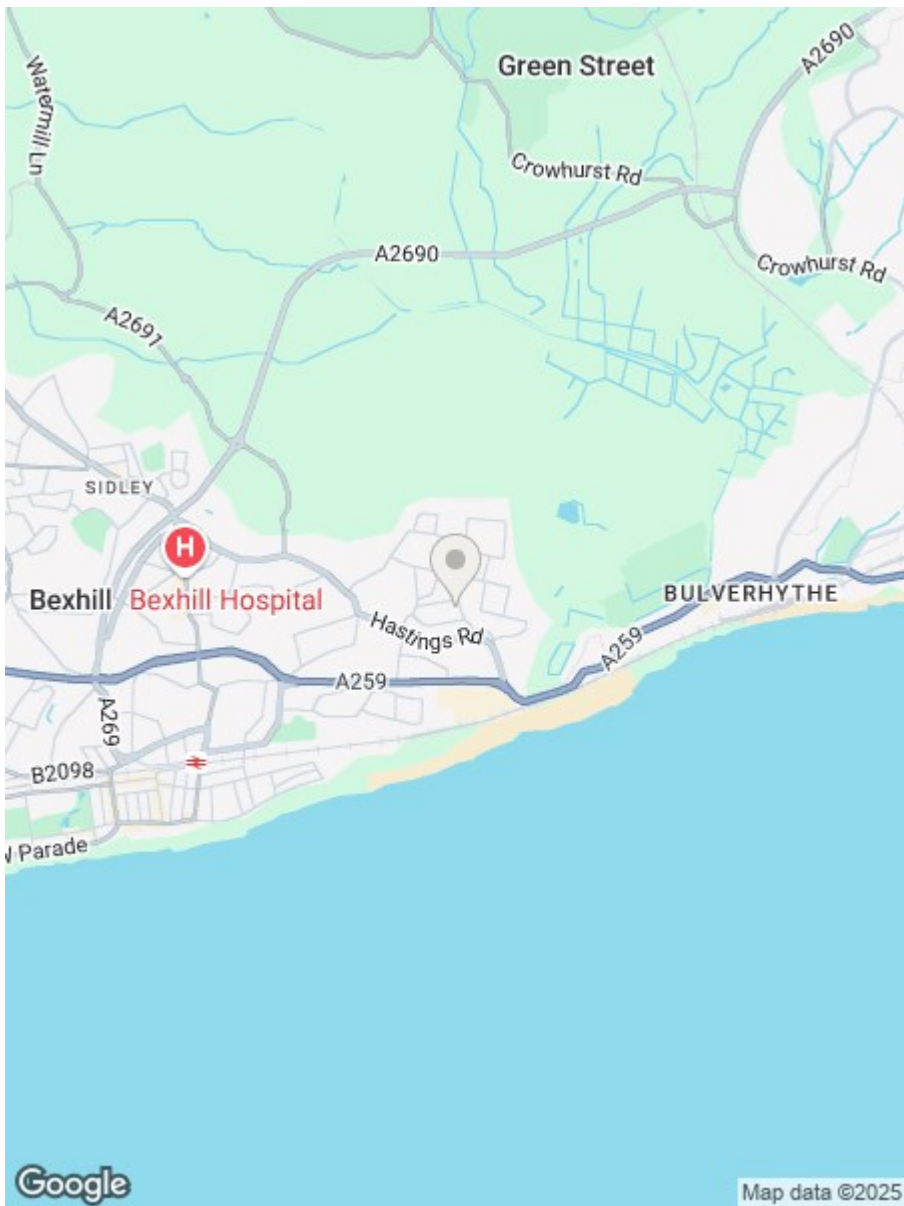 Green Street
A2690
Watermill Ln
Crowhurst Rd
A2690
Crowhurst Rd
A2691
SIDLEY
H
Bexhill
Bexhill Hospital
BULVERHYTHE
Hastings Rd
A259
A259
A269
B2098
W Parade
Google
Map data ©2025